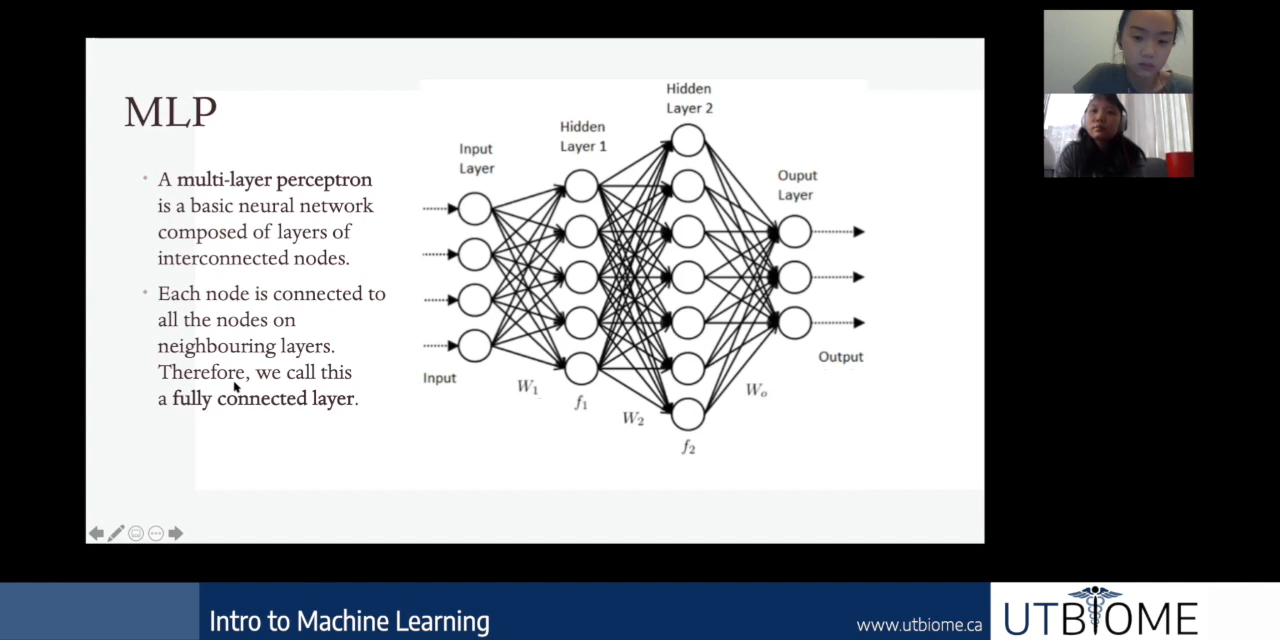 MLP
A multi-layer perceptron
is a basic neural network
composed of layers of
interconnected nodes.
Each node is connected to
all the nodes on
neighbouring layers.
Therefore, we call this
a fully connected layer.
Input
Layer
Hidden
Layer 1
Hidden
Layer 2
Ouput
Layer
Input
W1
f1
W2
f2
Wo
Output
Intro to Machine Learning
www.utbiome.ca
UTBIOME